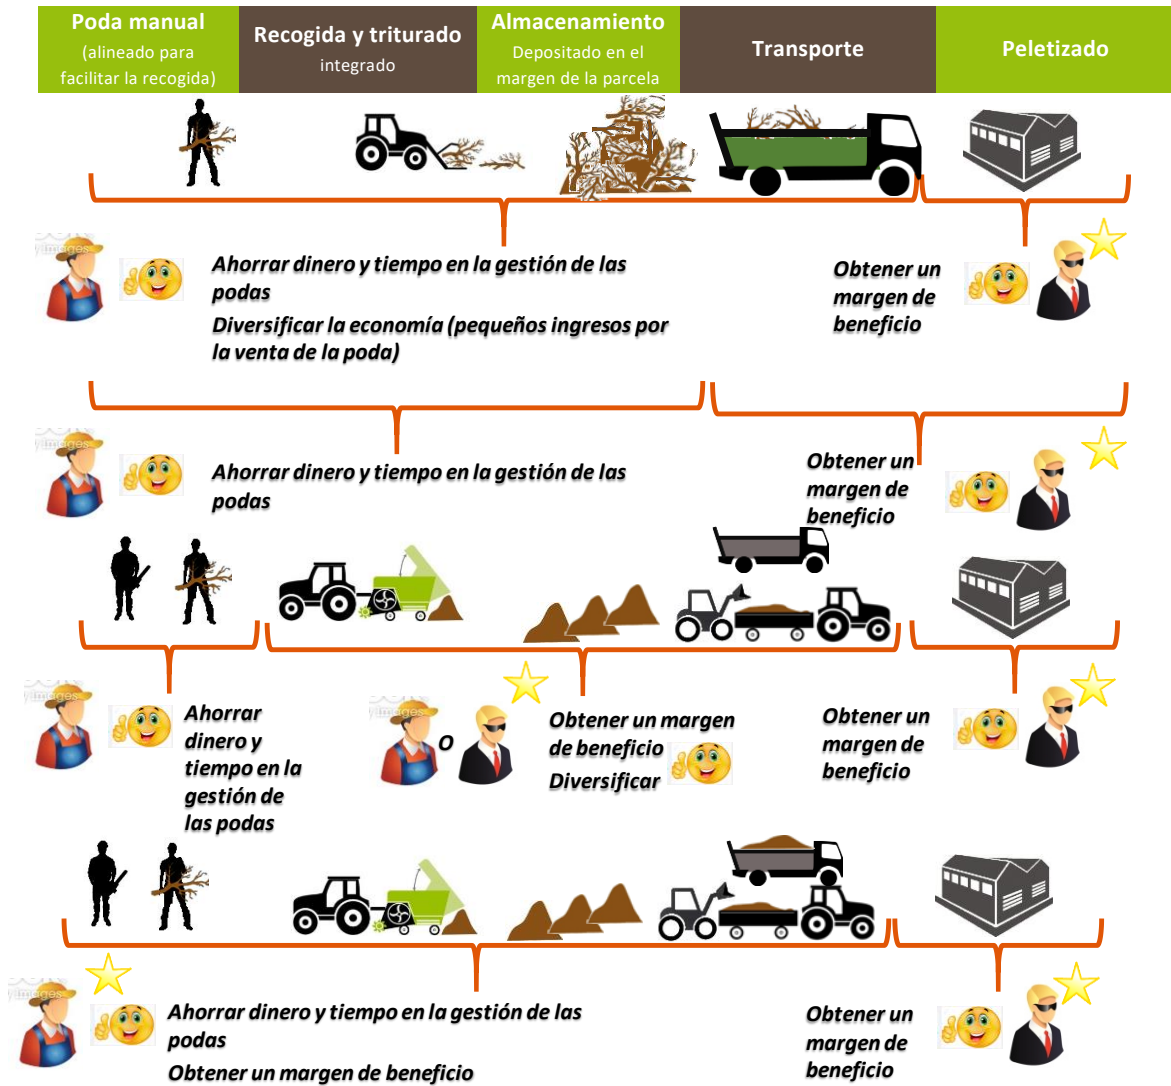 Poda manual
(alineado para
facilitar la recogida)
Recogida y triturado
integrado
Almacenamiento
Depositado en el
margen de la parcela
Transporte
Peletizado
y images
Ahorrar dinero y tiempo en la gestión de las
podas
Diversificar la economía (pequeños ingresos por
la venta de la poda)
Obtener un
margen de
beneficio
y images
Ahorrar dinero y tiempo en la gestión de las
podas
Obtener un
margen de
beneficio
y images
Ahorrar
dinero y
tiempo en la
gestión de
las podas
y images
O
Obtener un margen
de beneficio
Diversificar
Obtener un
margen de
beneficio
y images
Ahorrar dinero y tiempo en la gestión de las
podas
Obtener un margen de beneficio
Obtener un
margen de
beneficio